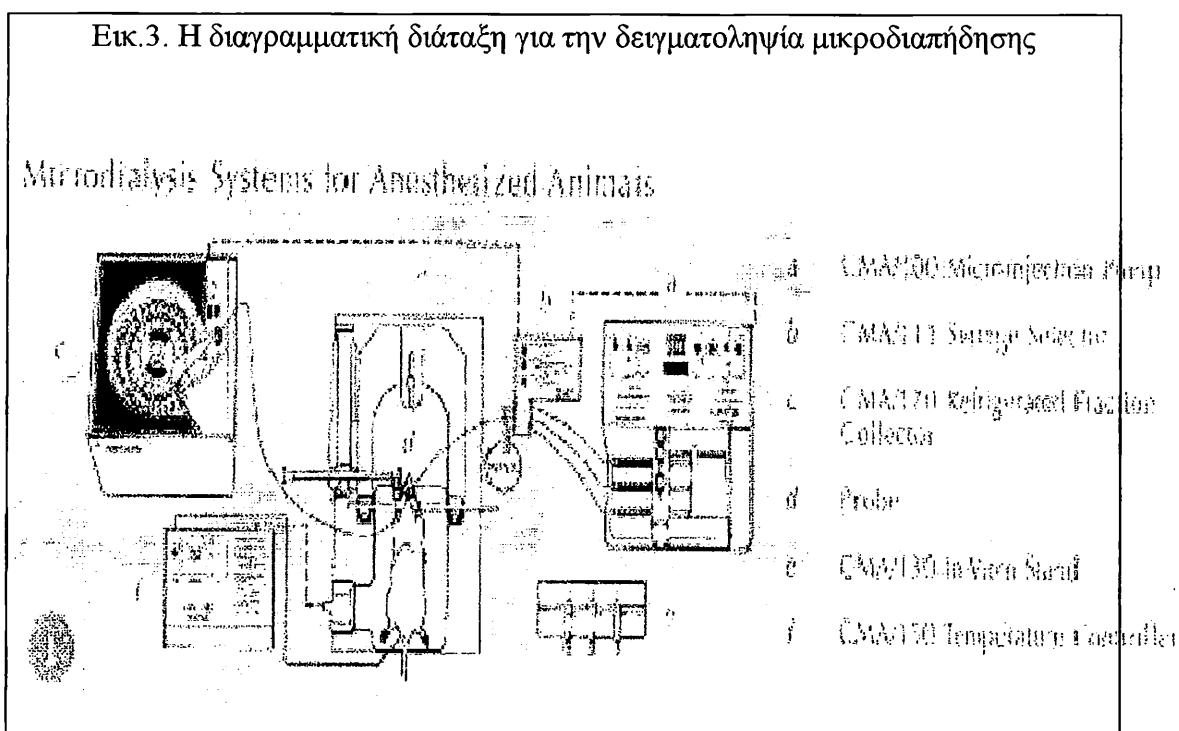 Εικ.3. Η διαγραμματική διάταξη για την δειγματοληψία μικροδιαπήδησης
Microdialysis Systems for Anesthetized Animals
a CMA/100 Microinjection Pump
b CMA/111 Syringe Selector
c CMA/170 Refrigerated Fraction
Collector
d Probe
e CMA/130 In Vitro Stand
f CMA/150 Temperature Controller
c
b
a
d
f
e
1